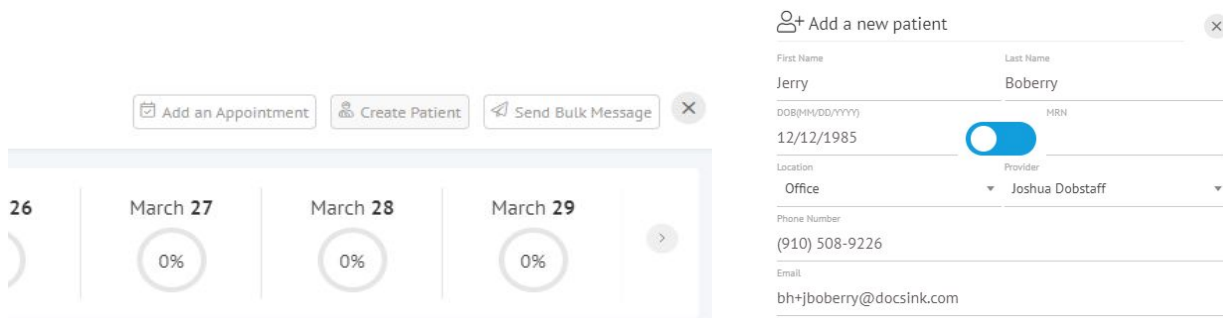 Add an Appointment Create Patient Send Bulk Message
26 March 27 March 28 March 29
0% 0% 0%
Add a new patient
First Name Last Name
Jerry Boberry
DOB(MM/DD/YYYY) MRN
12/12/1985
Location Provider
Office Joshua Dobstaff
Phone Number
(910) 508-9226
Email
bh+jboberry@docsink.com